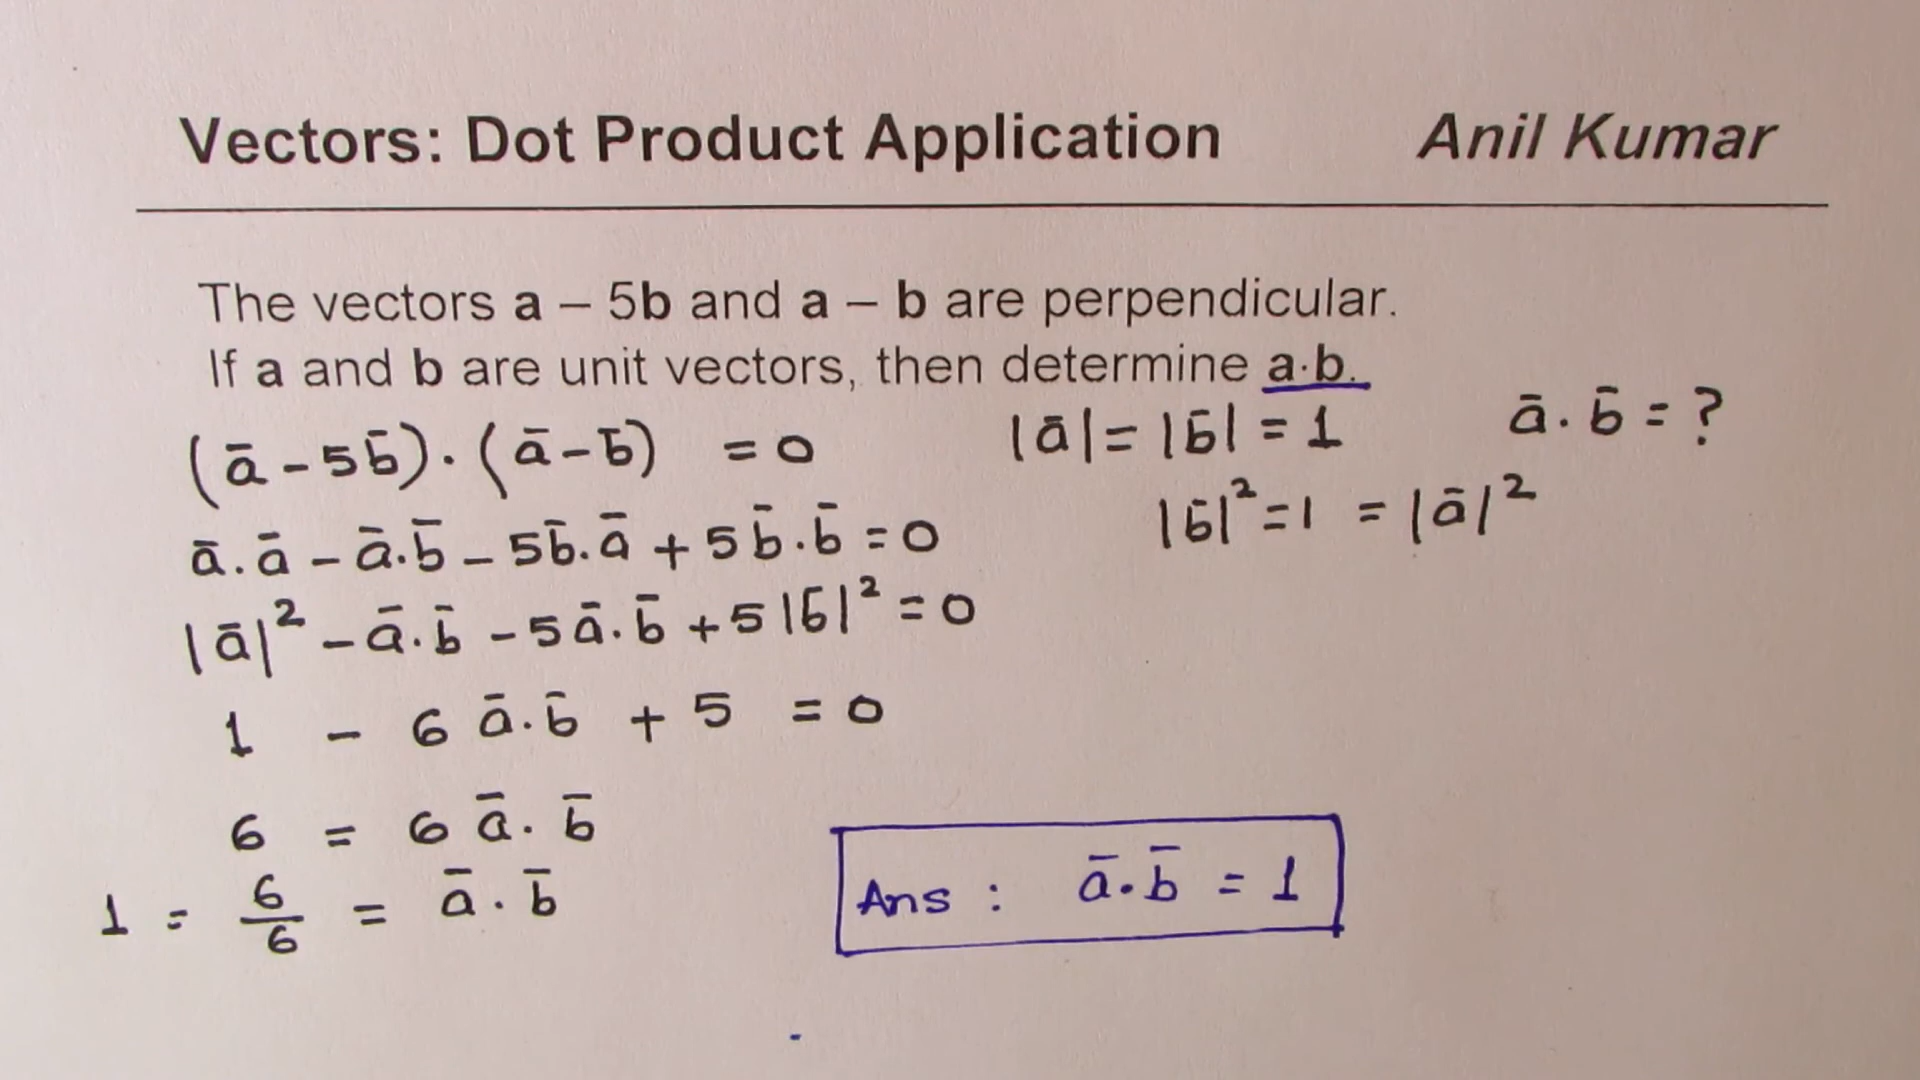 Vectors: Dot Product Application Anil Kumar
The vectors a – 5b and a – b are perpendicular.
If a and b are unit vectors, then determine a·b.
(ā - 5b̄) · (ā - b̄) = 0 |ā| = |b̄| = 1 ā . b̄ = ?
ā . ā - ā . b̄ - 5b̄ . ā + 5 b̄ . b̄ = 0 |b̄|² = 1 = |ā|²
|ā|² - ā . b̄ - 5 ā . b̄ + 5 |b̄|² = 0
1 - 6 ā . b̄ + 5 = 0
6 = 6 ā . b̄
1 = 6/6 = ā . b̄
Ans : ā . b̄ = 1